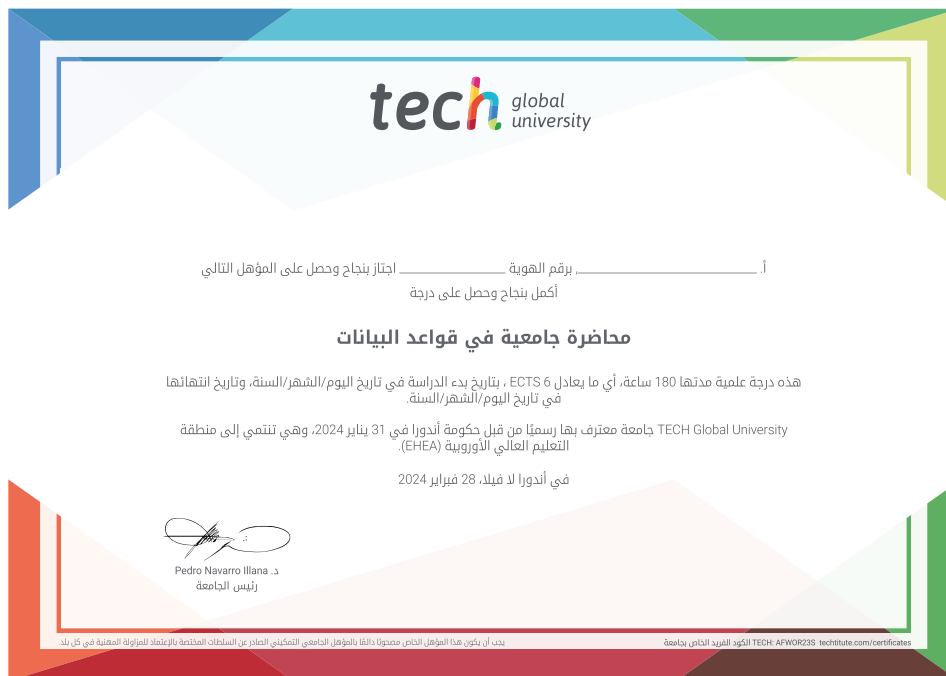 tech global
university
أ. ______________________, برقم الهوية ______________ اجتاز بنجاح وحصل على المؤهل التالي
أكمل بنجاح وحصل على درجة
محاضرة جامعية في قواعد البيانات
هذه درجة علمية مدتها 180 ساعة، أي ما يعادل 6 ECTS ، بتاريخ بدء الدراسة في تاريخ اليوم/الشهر/السنة، وتاريخ انتهائها
في تاريخ اليوم/الشهر/السنة.
TECH Global University جامعة معترف بها رسميًا من قبل حكومة أندورا في 31 يناير 2024، وهي تنتمي إلى منطقة
التعليم العالي الأوروبية (EHEA).
في أندورا لا فيلا، 28 فبراير 2024
د. Pedro Navarro Illana
رئيس الجامعة
يجب أن يكون هذا المؤهل الخاص مصحوبًا دائمًا بالمؤهل الجامعي التمكيني الصادر عن السلطات المختصة بالإعتماد للمزاولة المهنية في كل بلد.
الكود الفريد الخاص بجامعة TECH: AFWOR23S techtitute.com/certificates